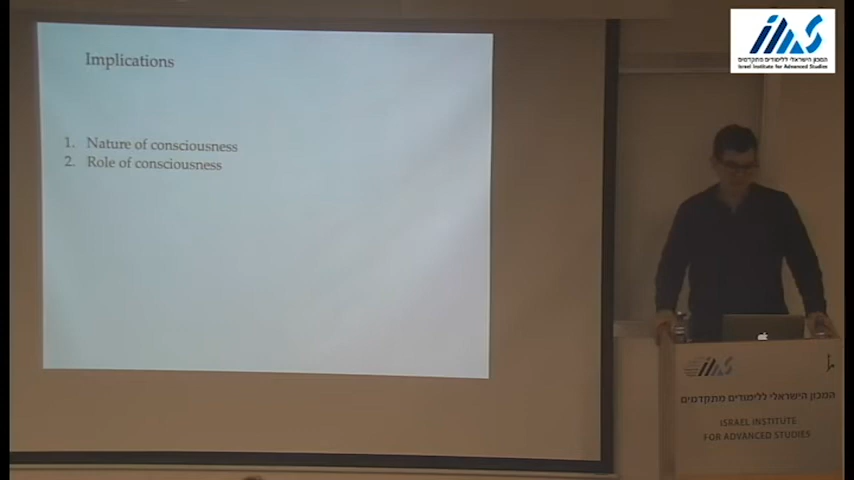 Implications
1. Nature of consciousness
2. Role of consciousness
המכון הישראלי ללימודים מתקדמים
Israel Institute for Advanced Studies
המכון הישראלי ללימודים מתקדמים
ISRAEL INSTITUTE
FOR ADVANCED STUDIES